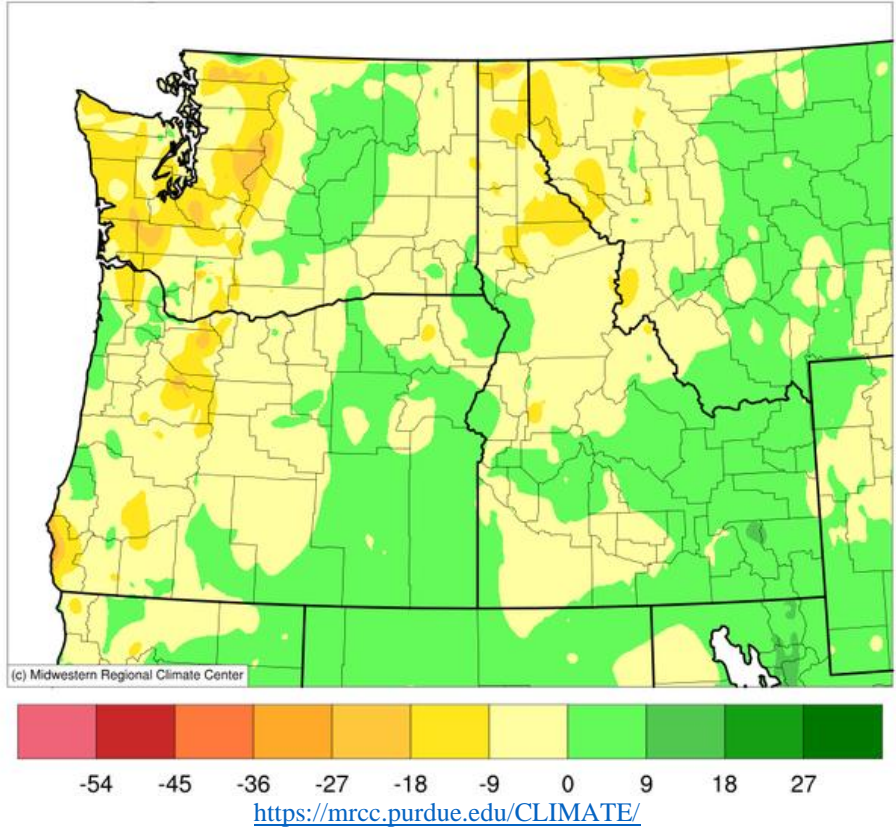 (c) Midwestern Regional Climate Center
-54 -45 -36 -27 -18 -9 0 9 18 27
https://mrcc.purdue.edu/CLIMATE/